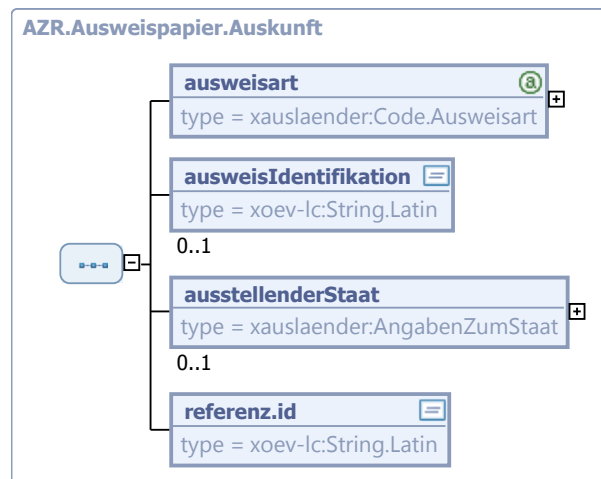 AZR.Ausweispapier.Auskunft
ausweisart
type = xauslaender:Code.Ausweisart
ausweisIdentifikation
type = xoev-lc:String.Latin
0..1
ausstellenderStaat
type = xauslaender:AngabenZumStaat
0..1
referenz.id
type = xoev-lc:String.Latin